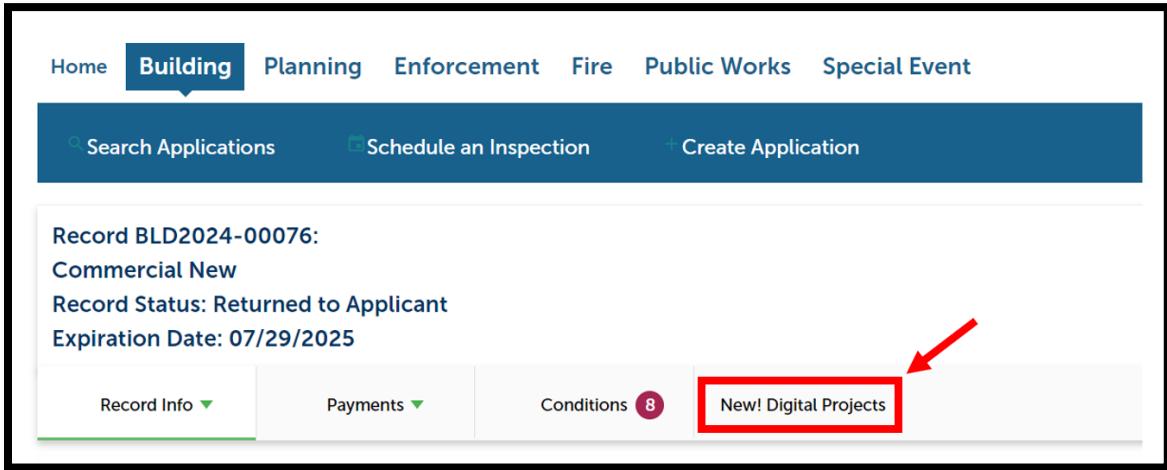 Home Building Planning Enforcement Fire Public Works Special Event
Search Applications Schedule an Inspection Create Application
Record BLD2024-00076:
Commercial New
Record Status: Returned to Applicant
Expiration Date: 07/29/2025
Record Info Payments Conditions 8 New! Digital Projects